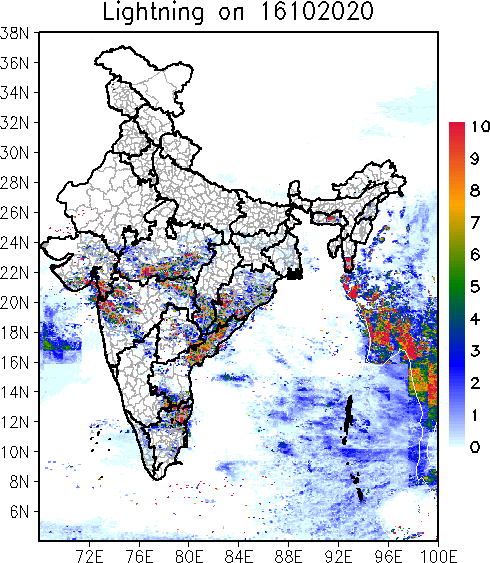 Lightning on 16102020
38N
36N
34N
32N
30N
28N
26N
24N
22N
20N
18N
16N
14N
12N
10N
8N
6N
72E 76E 80E 84E 88E 92E 96E 100E
10
9
8
7
6
5
4
3
2
1
0